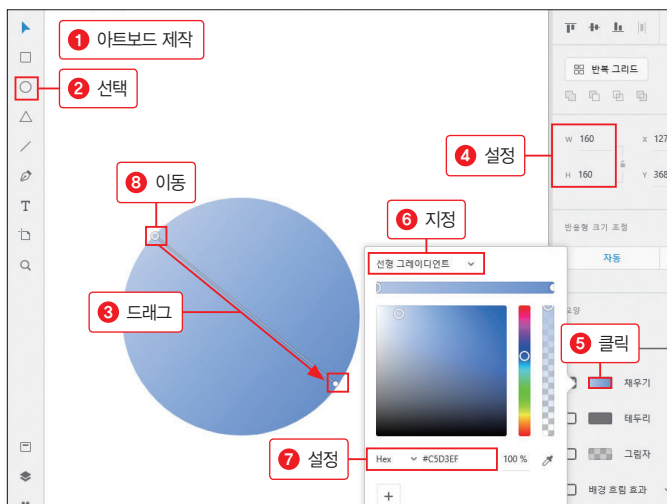 1 아트보드 제작
2 선택
반복 그리드
W 160
X 127
4 설정
H 160
Y 368
8 이동
반응형 크기 조정
6 지정
자동
선형 그레이디언트
모양
3 드래그
5 클릭
채우기
테두리
7 설정
Hex #C5D3EF 100 %
그림자
배경 흐림 효과
T
+